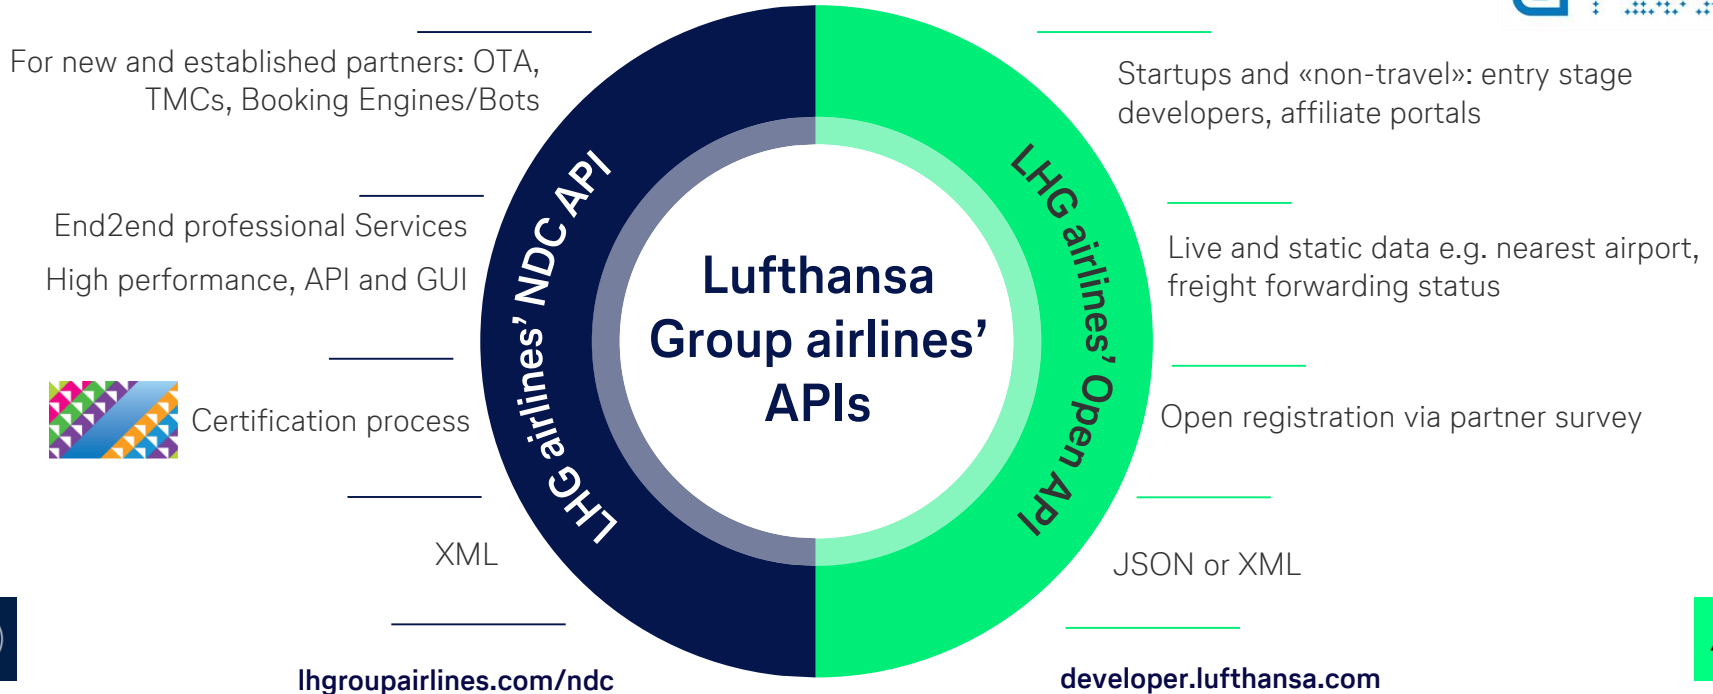 For new and established partners: OTA,
TMCs, Booking Engines/Bots
End2end professional Services
High performance, API and GUI
Certification process
XML
lhgroupairlines.com/ndc
LHG airlines’ NDC API
Lufthansa
Group airlines’
APIs
LHG airlines’ Open API
Startups and «non-travel»: entry stage
developers, affiliate portals
Live and static data e.g. nearest airport,
freight forwarding status
Open registration via partner survey
JSON or XML
developer.lufthansa.com